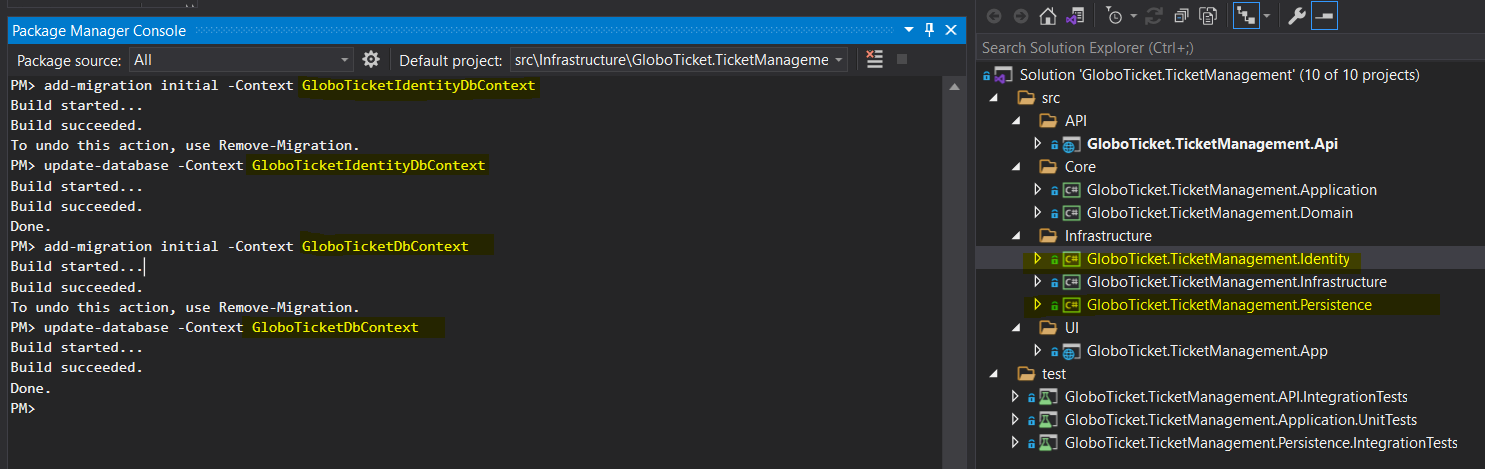 Package Manager Console
Package source: All
Default project: src\Infrastructure\GloboTicket.TicketManageme
PM> add-migration initial -Context GloboTicketIdentityDbContext
Build started...
Build succeeded.
To undo this action, use Remove-Migration.
PM> update-database -Context GloboTicketIdentityDbContext
Build started...
Build succeeded.
Done.
PM> add-migration initial -Context GloboTicketDbContext
Build started...
Build succeeded.
To undo this action, use Remove-Migration.
PM> update-database -Context GloboTicketDbContext
Build started...
Build succeeded.
Done.
PM>
Search Solution Explorer (Ctrl+;)
Solution 'GloboTicket.TicketManagement' (10 of 10 projects)
src
API
GloboTicket.TicketManagement.Api
Core
C# GloboTicket.TicketManagement.Application
C# GloboTicket.TicketManagement.Domain
Infrastructure
C# GloboTicket.TicketManagement.Identity
C# GloboTicket.TicketManagement.Infrastructure
C# GloboTicket.TicketManagement.Persistence
UI
GloboTicket.TicketManagement.App
test
GloboTicket.TicketManagement.API.IntegrationTests
GloboTicket.TicketManagement.Application.UnitTests
GloboTicket.TicketManagement.Persistence.IntegrationTests